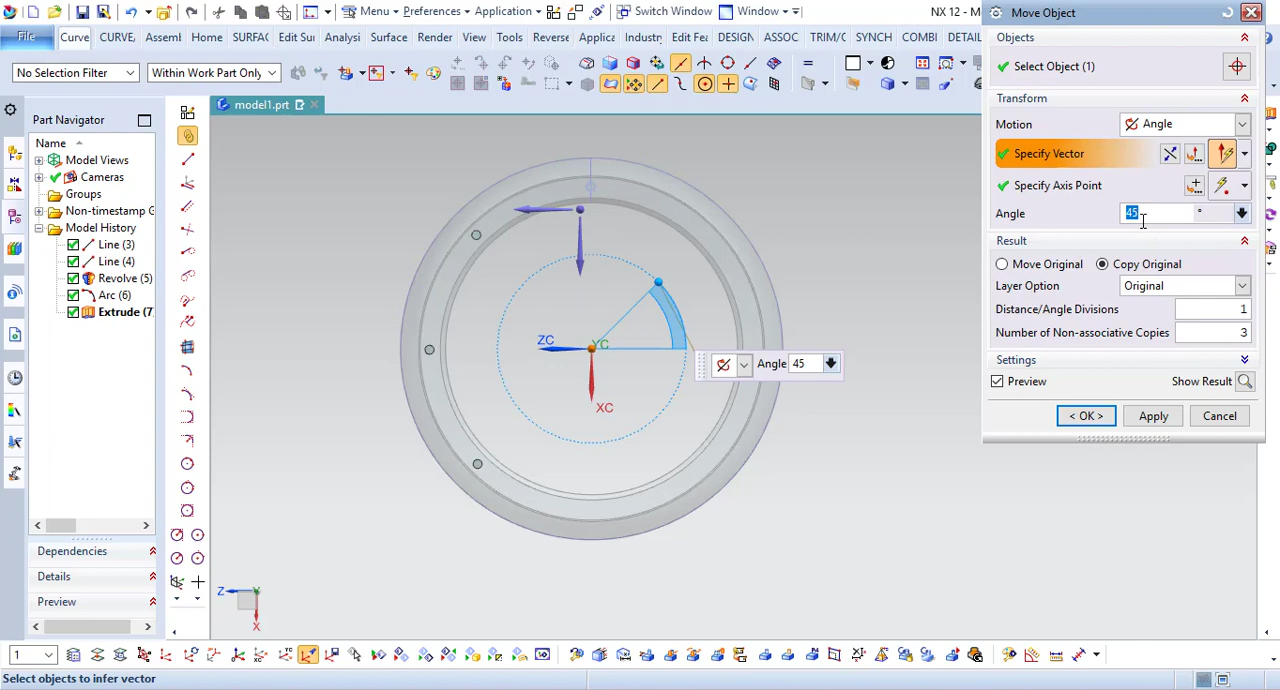 Menu Preferences Application Switch Window Window NX 12 -
File Curve CURVE, Assemb Home SURFAC Edit Su Analysi Surface Render View Tools Reverse Applica Industr Edit Fea DESIGN ASSOC TRIM/C SYNCH COMBI DETAIL
No Selection Filter Within Work Part Only
model1.prt
Part Navigator
Name
Model Views
Cameras
Groups
Non-timestamp G
Model History
Line (3)
Line (4)
Revolve (5)
Arc (6)
Extrude (7
Dependencies
Details
Preview
ZC
YC
XC
Angle 45
Z
Y
X
Move Object
Objects
Select Object (1)
Transform
Motion Angle
Specify Vector
Specify Axis Point
Angle 45 °
Result
Move Original Copy Original
Layer Option Original
Distance/Angle Divisions 1
Number of Non-associative Copies 3
Settings
Preview Show Result
< OK > Apply Cancel
1
Select objects to infer vector